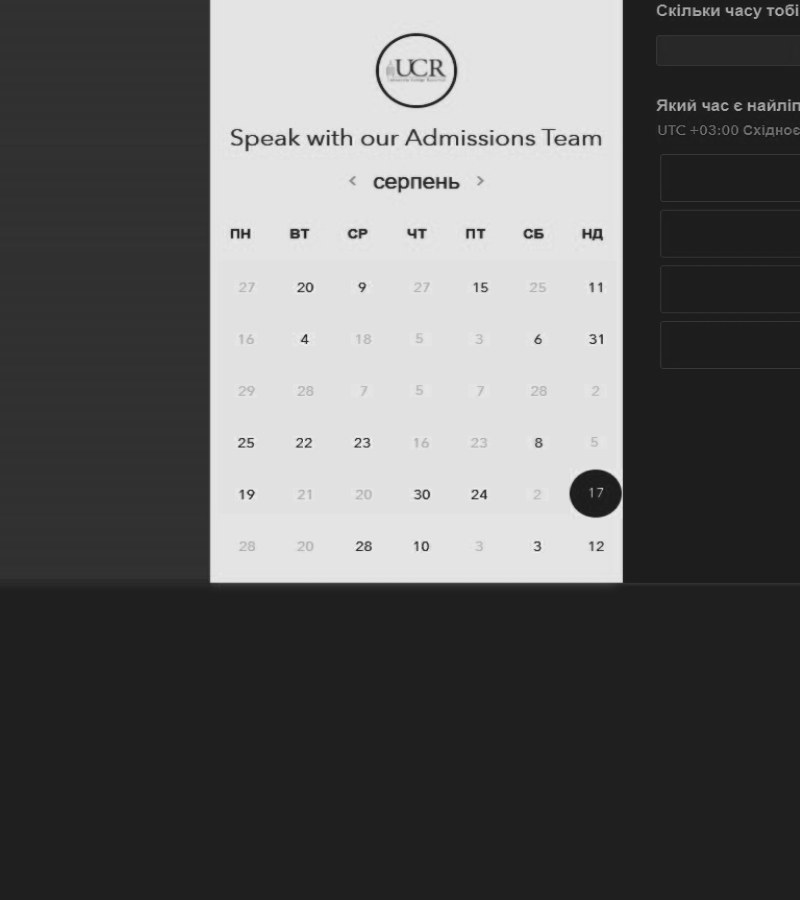 UCR
Speak with our Admissions Team
< серпень >
ПН ВТ СР ЧТ ПТ СБ НД
27 20 9 27 15 25 11
16 4 18 5 3 6 31
29 28 7 5 7 28 2
25 22 23 16 23 8 5
19 21 20 30 24 2 17
28 20 28 10 3 3 12
Скільки часу тобі
Який час є найліп
UTC +03:00 Східноє